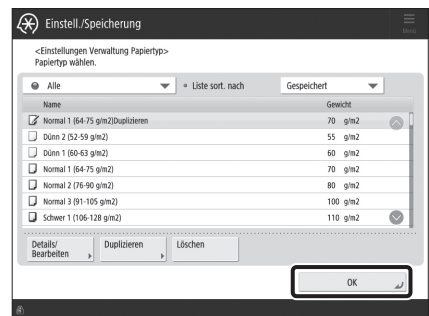 Einstell./Speicherung
Menü
<Einstellungen Verwaltung Papiertyp>
Papiertyp wählen.
Alle
Liste sort. nach
Gespeichert
Name Gewicht
Normal 1 (64-75 g/m2)Duplizieren 70 g/m2
Dünn 2 (52-59 g/m2) 55 g/m2
Dünn 1 (60-63 g/m2) 60 g/m2
Normal 1 (64-75 g/m2) 70 g/m2
Normal 2 (76-90 g/m2) 80 g/m2
Normal 3 (91-105 g/m2) 100 g/m2
Schwer 1 (106-128 g/m2) 110 g/m2
Details/
Bearbeiten
Duplizieren
Löschen
OK